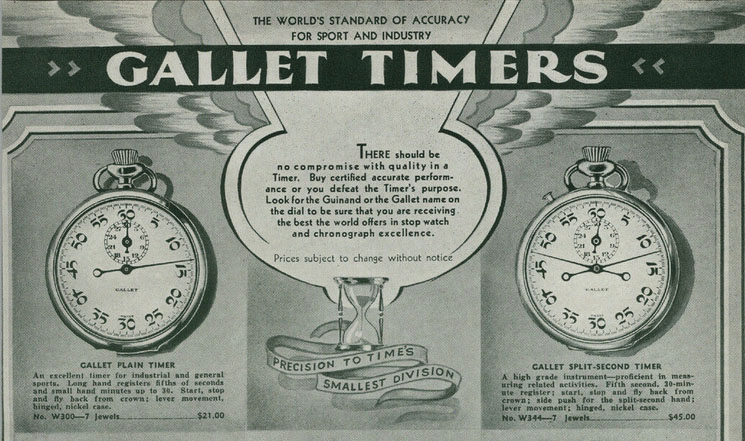 THE WORLD'S STANDARD OF ACCURACY
FOR SPORT AND INDUSTRY
GALLET TIMERS
THERE should be
no compromise with quality in a
Timer. Buy certified accurate perform-
ance or you defeat the Timer's purpose.
Look for the Guinand or the Gallet name on
the dial to be sure that you are receiving
the best the world offers in stop watch
and chronograph excellence.
Prices subject to change without notice
GALLET
GALLET
PRECISION TO TIME'S
SMALLEST DIVISION
GALLET PLAIN TIMER
An excellent timer for industrial and general
sports. Long hand registers fifths of seconds
and small hand minutes up to 30. Start, stop
and fly back from crown; lever movement,
hinged, nickel case.
No. W300—7 Jewels $21.00
GALLET SPLIT-SECOND TIMER
A high grade instrument—proficient in meas-
uring related activities. Fifth second, 30-min-
ute register; start, stop and fly back from
crown; side push for the split-second hand;
lever movement; hinged, nickel case.
No. W344—7 Jewels $45.00